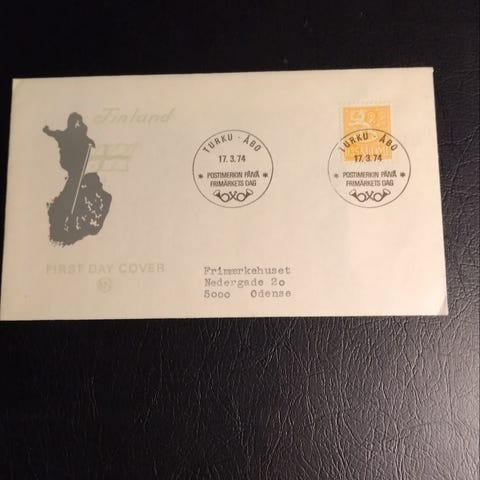 Finland
TURKU - ÅBO
17.3.74
* POSTIMERKIN PÄIVÄ *
FRIMÄRKETS DAG
TURKU - ÅBO
17.3.74
* POSTIMERKIN PÄIVÄ *
FRIMÄRKETS DAG
FIRST DAY COVER
Frimærkehuset
Nedergade 2o
5000 Odense